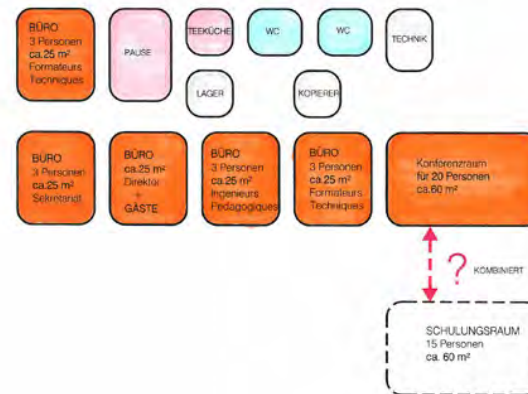 BÜRO
3 Personen
ca.25 m²
Formateurs
Techniques
PAUSE
TEEKÜCHE
WC
WC
TECHNIK
LAGER
KOPIERER
BÜRO
3 Personen
ca.25 m²
Sekretariat
BÜRO
ca.25 m²
Direktor
+
GÄSTE
BÜRO
3 Personen
ca.25 m²
Ingenieurs
Pedagogiques
BÜRO
3 Personen
ca.25 m²
Formateurs
Techniques
Konferenzraum
für 20 Personen
ca.60 m²
? KOMBINIERT
SCHULUNGSRAUM
15 Personen
ca. 60 m²